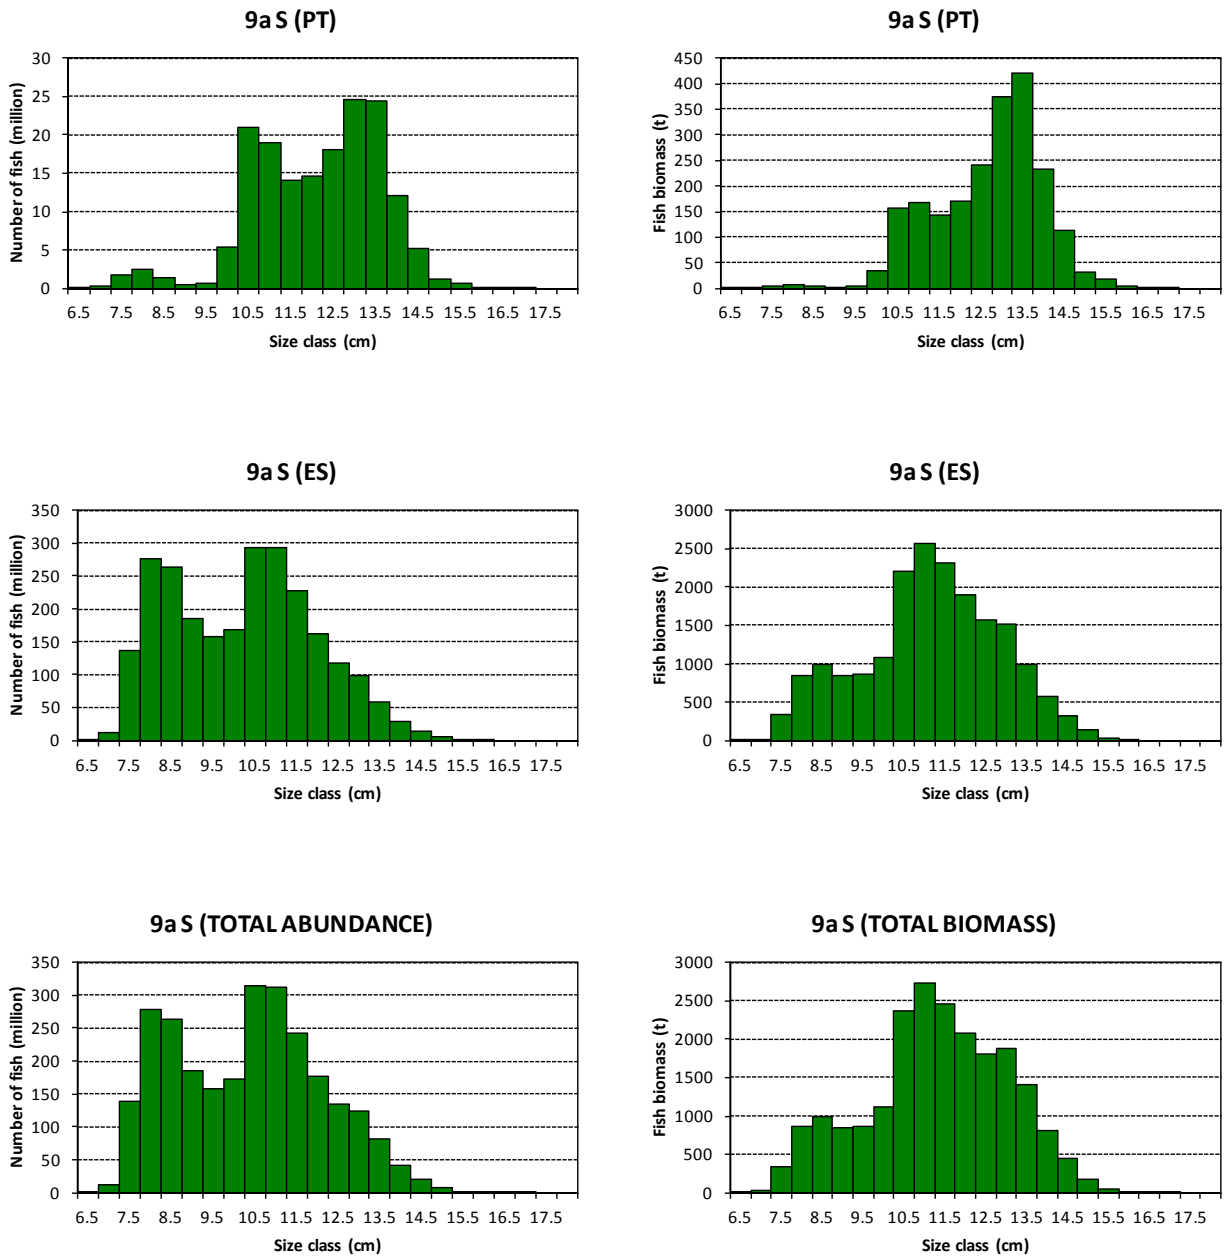 9a S (PT)
Number of fish (million)
30
25
20
15
10
5
0
6.5 7.5 8.5 9.5 10.5 11.5 12.5 13.5 14.5 15.5 16.5 17.5
Size class (cm)
9a S (PT)
Fish biomass (t)
450
400
350
300
250
200
150
100
50
0
6.5 7.5 8.5 9.5 10.5 11.5 12.5 13.5 14.5 15.5 16.5 17.5
Size class (cm)
9a S (ES)
Number of fish (million)
350
300
250
200
150
100
50
0
6.5 7.5 8.5 9.5 10.5 11.5 12.5 13.5 14.5 15.5 16.5 17.5
Size class (cm)
9a S (ES)
Fish biomass (t)
3000
2500
2000
1500
1000
500
0
6.5 7.5 8.5 9.5 10.5 11.5 12.5 13.5 14.5 15.5 16.5 17.5
Size class (cm)
9a S (TOTAL ABUNDANCE)
Number of fish (million)
350
300
250
200
150
100
50
0
6.5 7.5 8.5 9.5 10.5 11.5 12.5 13.5 14.5 15.5 16.5 17.5
Size class (cm)
9a S (TOTAL BIOMASS)
Fish biomass (t)
3000
2500
2000
1500
1000
500
0
6.5 7.5 8.5 9.5 10.5 11.5 12.5 13.5 14.5 15.5 16.5 17.5
Size class (cm)